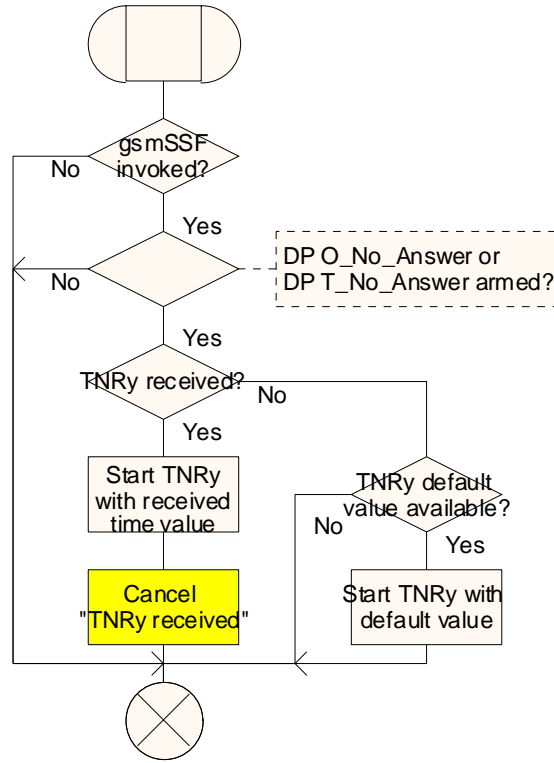 gsmSSF
invoked?
No
Yes
DP O_No_Answer or
DP T_No_Answer armed?
No
Yes
TNRy received?
No
Yes
Start TNRy
with received
time value
TNRy default
value available?
No
Yes
Cancel
"TNRy received"
Start TNRy with
default value